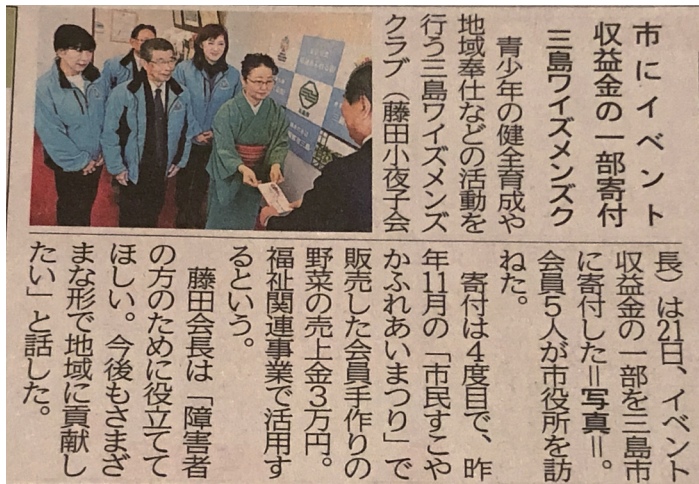 市にイベント
収益金の一部寄付
三島ワイズメンズク
青少年の健全育成や
地域奉仕などの活動を
行う三島ワイズメンズ
クラブ（藤田小夜子会
長）は21日、イベント
収益金の一部を三島市
に寄付した＝写真＝。
会員５人が市役所を訪
ねた。
寄付は４度目で、昨
年11月の「市民すこや
かふれあいまつり」で
販売した会員手作りの
野菜の売上金３万円。
福祉関連事業で活用す
るという。
藤田会長は「障害者
の方のために役立てて
ほしい。今後もさまざ
まな形で地域に貢献し
たい」と話した。